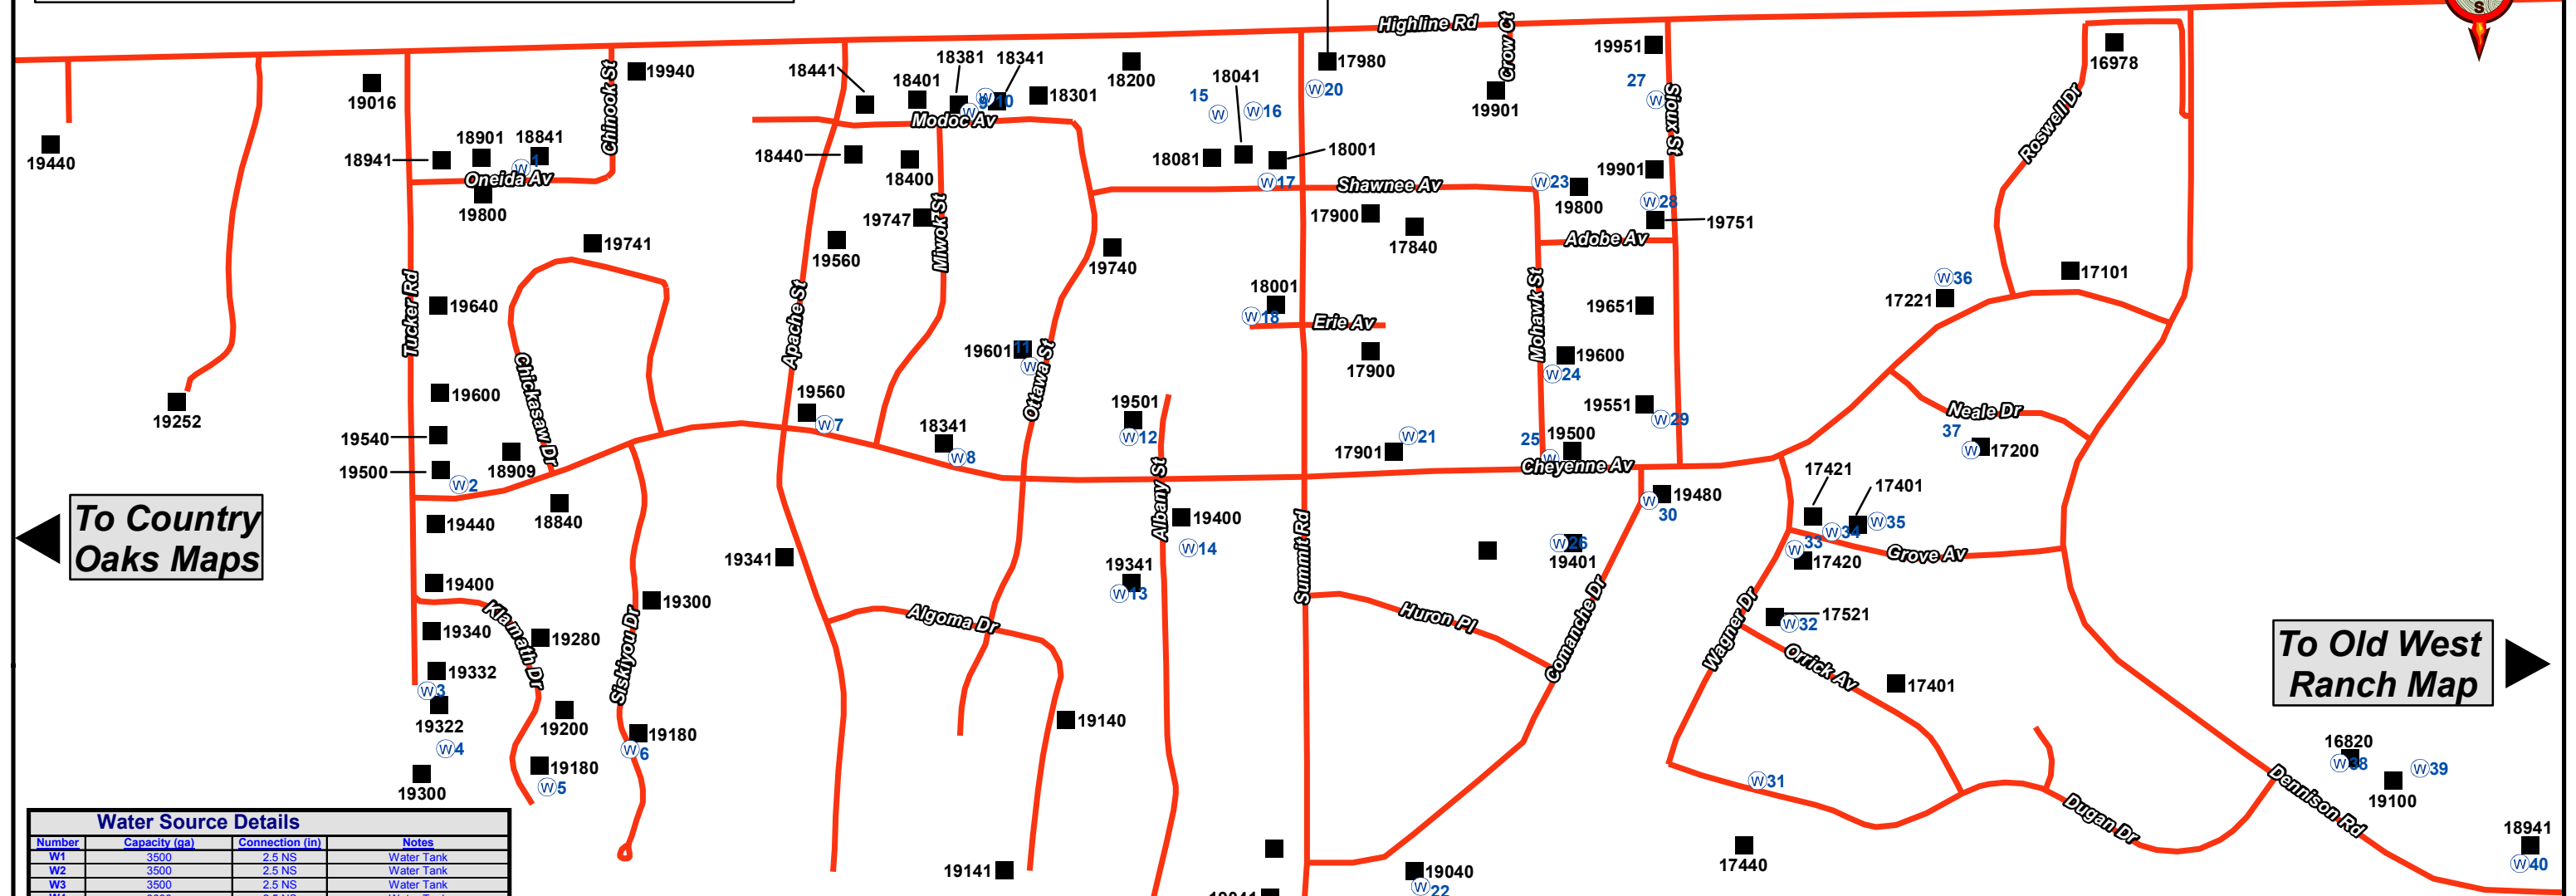 S
Highline Rd
Crow Ct
19951
16978
19940
18441
18401
18381
18341
18200
18041
17980
19016
Chinook St
18301
15
W
W16
W20
27
W
19901
Sioux St
Roswell Dr
W
9
W
10
Modoc Av
19440
18941
18901
18841
W1
Oneida Av
19800
18440
18400
18081
18001
W17
Shawnee Av
W23
19800
19901
W28
19751
19747
Miwok St
17900
17840
Adobe Av
19741
19560
19740
17101
Tucker Rd
19640
Apache St
18001
W18
Erie Av
Mohawk St
19651
W36
17221
19601
11
W
Ottawa St
17900
19600
W24
Chickasaw Dr
19252
19600
19560
W7
19501
W12
19551
W29
Neale Dr
37
W
17200
19540
18909
18341
W8
17901
W21
25
W
19500
Cheyenne Av
19500
W2
Albany St
17421
17401
19480
W30
To Country
Oaks Maps
19440
18840
19400
W14
Summit Rd
W35
W34
33
W
17420
Grove Av
19341
W26
19401
19400
19341
W13
Klamath Dr
19300
Siskiyou Dr
Algoma Dr
Huron Pl
Comanche Dr
Wagner Dr
17521
W32
19340
19280
To Old West
Ranch Map
Orrick Av
19332
W3
17401
19322
W4
19200
19180
W6
19140
16820
W38
W39
19100
19300
19180
W5
W31
Dennison Rd
Dugan Dr
18941
W40
19141
19040
W22
17440
Water Source Details
Number Capacity (ga) Connection (in) Notes
W1 3500 2.5 NS Water Tank
W2 3500 2.5 NS Water Tank
W3 3500 2.5 NS Water Tank